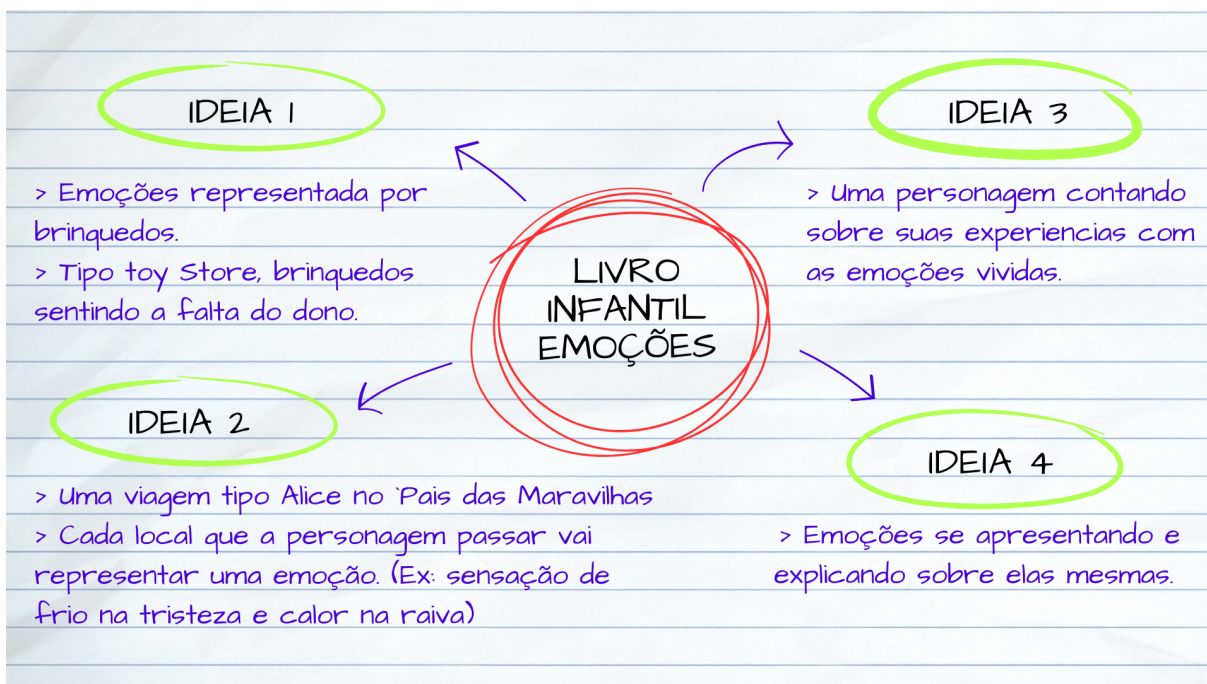 IDEIA 1
> Emoções representada por
brinquedos.
> Tipo toy Store, brinquedos
sentindo a falta do dono.
IDEIA 2
> Uma viagem tipo Alice no `Pais das Maravilhas
> Cada local que a personagem passar vai
representar uma emoção. (Ex: sensação de
frio na tristeza e calor na raiva)
LIVRO
INFANTIL
EMOÇÕES
IDEIA 3
> Uma personagem contando
sobre suas experiencias com
as emoções vividas.
IDEIA 4
> Emoções se apresentando e
explicando sobre elas mesmas.